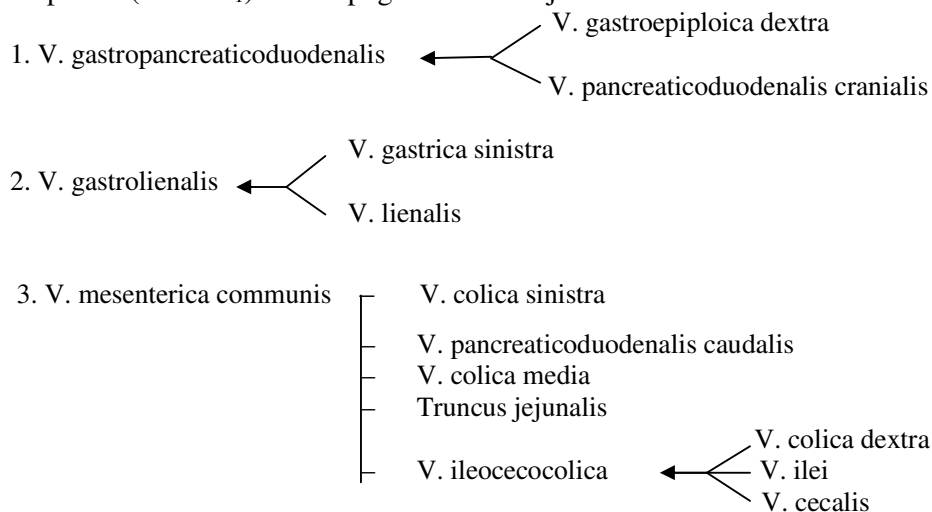 V. gastroepiploica dextra
1. V. gastropancreaticoduodenalis
V. pancreaticoduodenalis cranialis
V. gastrica sinistra
2. V. gastrolienalis
V. lienalis
3. V. mesenterica communis
V. colica sinistra
V. pancreaticoduodenalis caudalis
V. colica media
Truncus jejunalis
V. colica dextra
V. ileocecocolica
V. ilei
V. cecalis